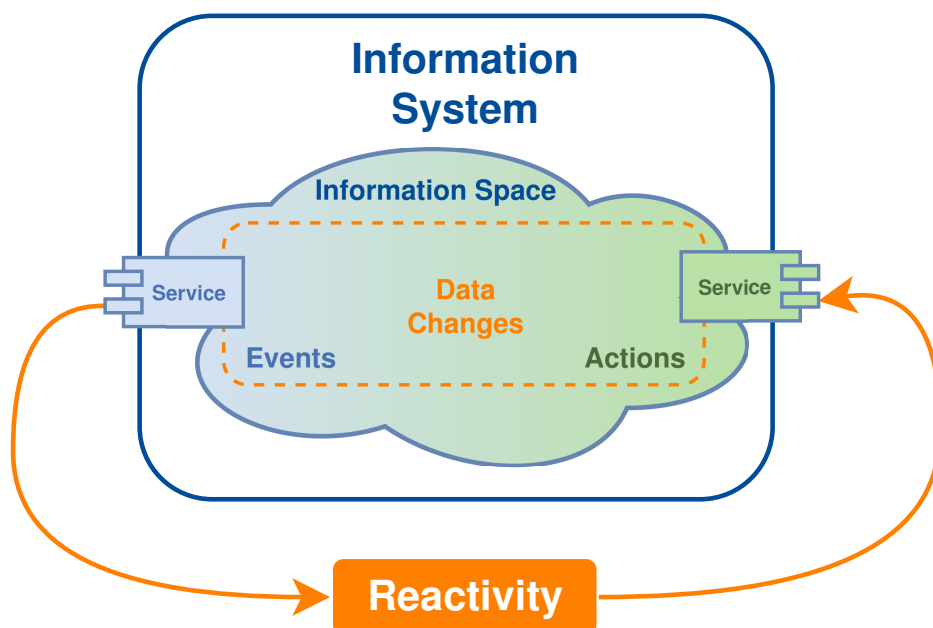 Information
System
Information Space
Service
Service
Data
Changes
Events
Actions
Reactivity